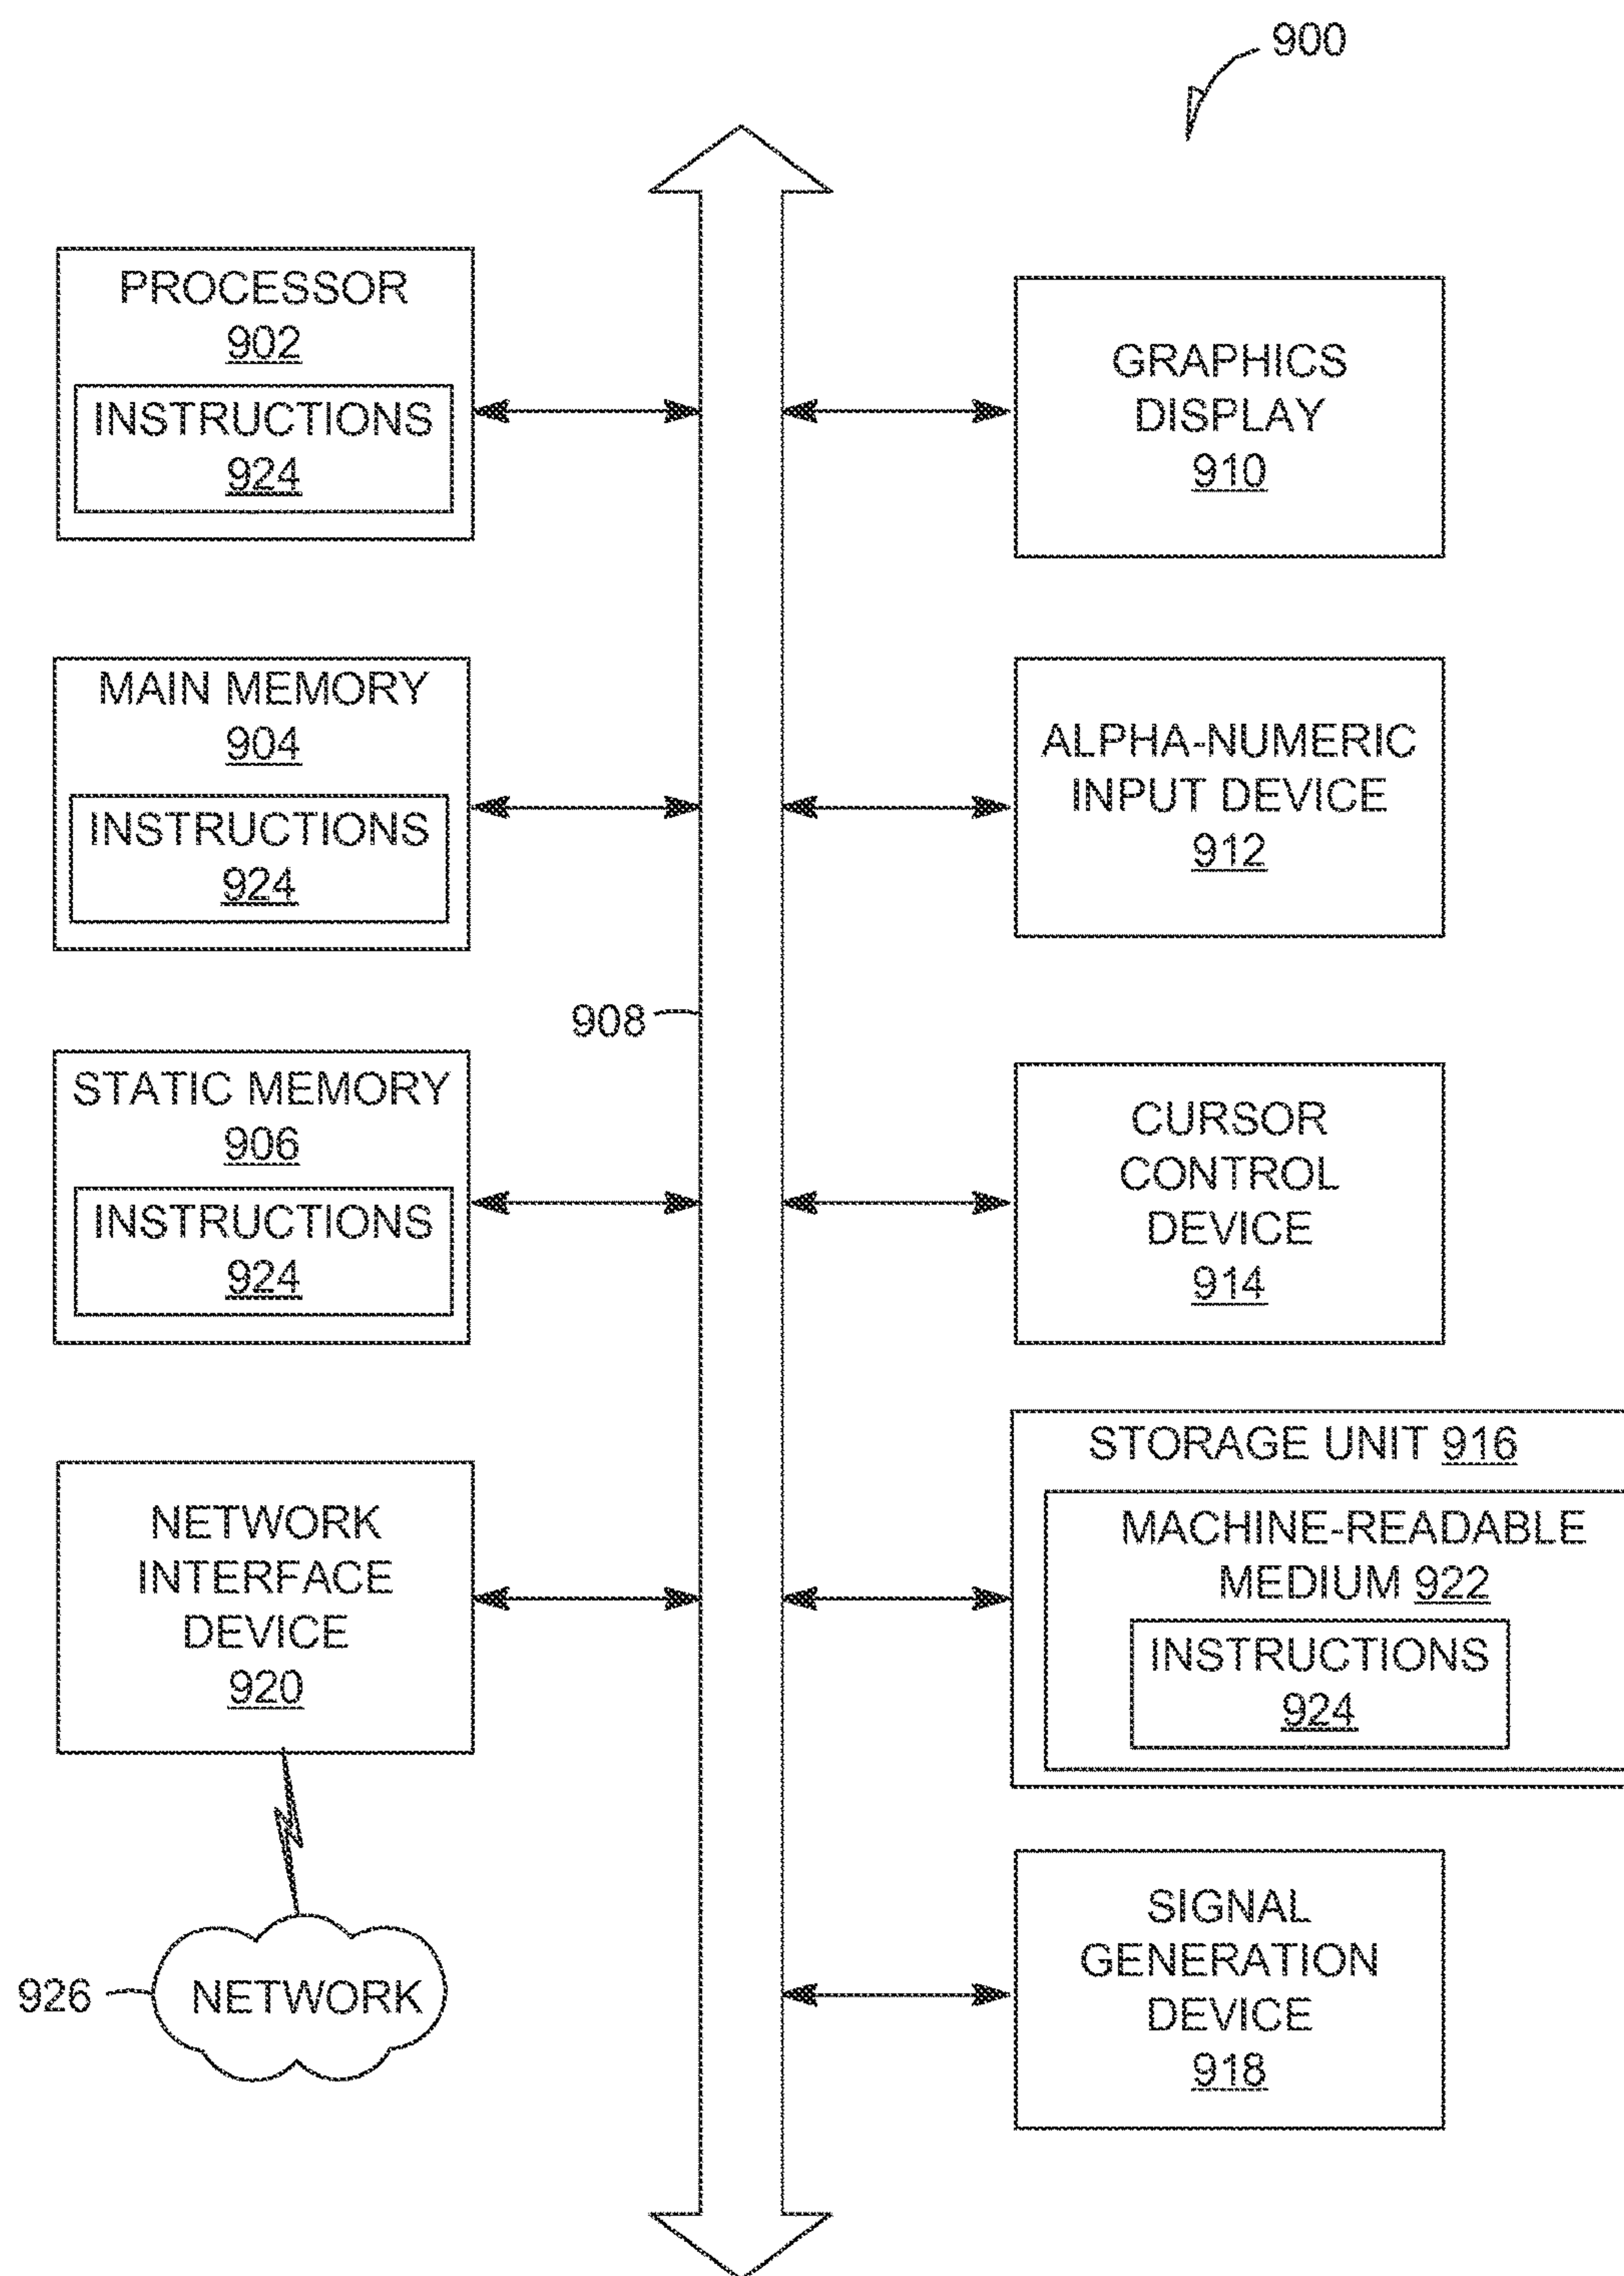 900
PROCESSOR
902
INSTRUCTIONS
924
MAIN MEMORY
904
INSTRUCTIONS
924
908
STATIC MEMORY
906
INSTRUCTIONS
924
NETWORK
INTERFACE
DEVICE
920
926
NETWORK
GRAPHICS
DISPLAY
910
ALPHA-NUMERIC
INPUT DEVICE
912
CURSOR
CONTROL
DEVICE
914
STORAGE UNIT 916
MACHINE-READABLE
MEDIUM 922
INSTRUCTIONS
924
SIGNAL
GENERATION
DEVICE
918